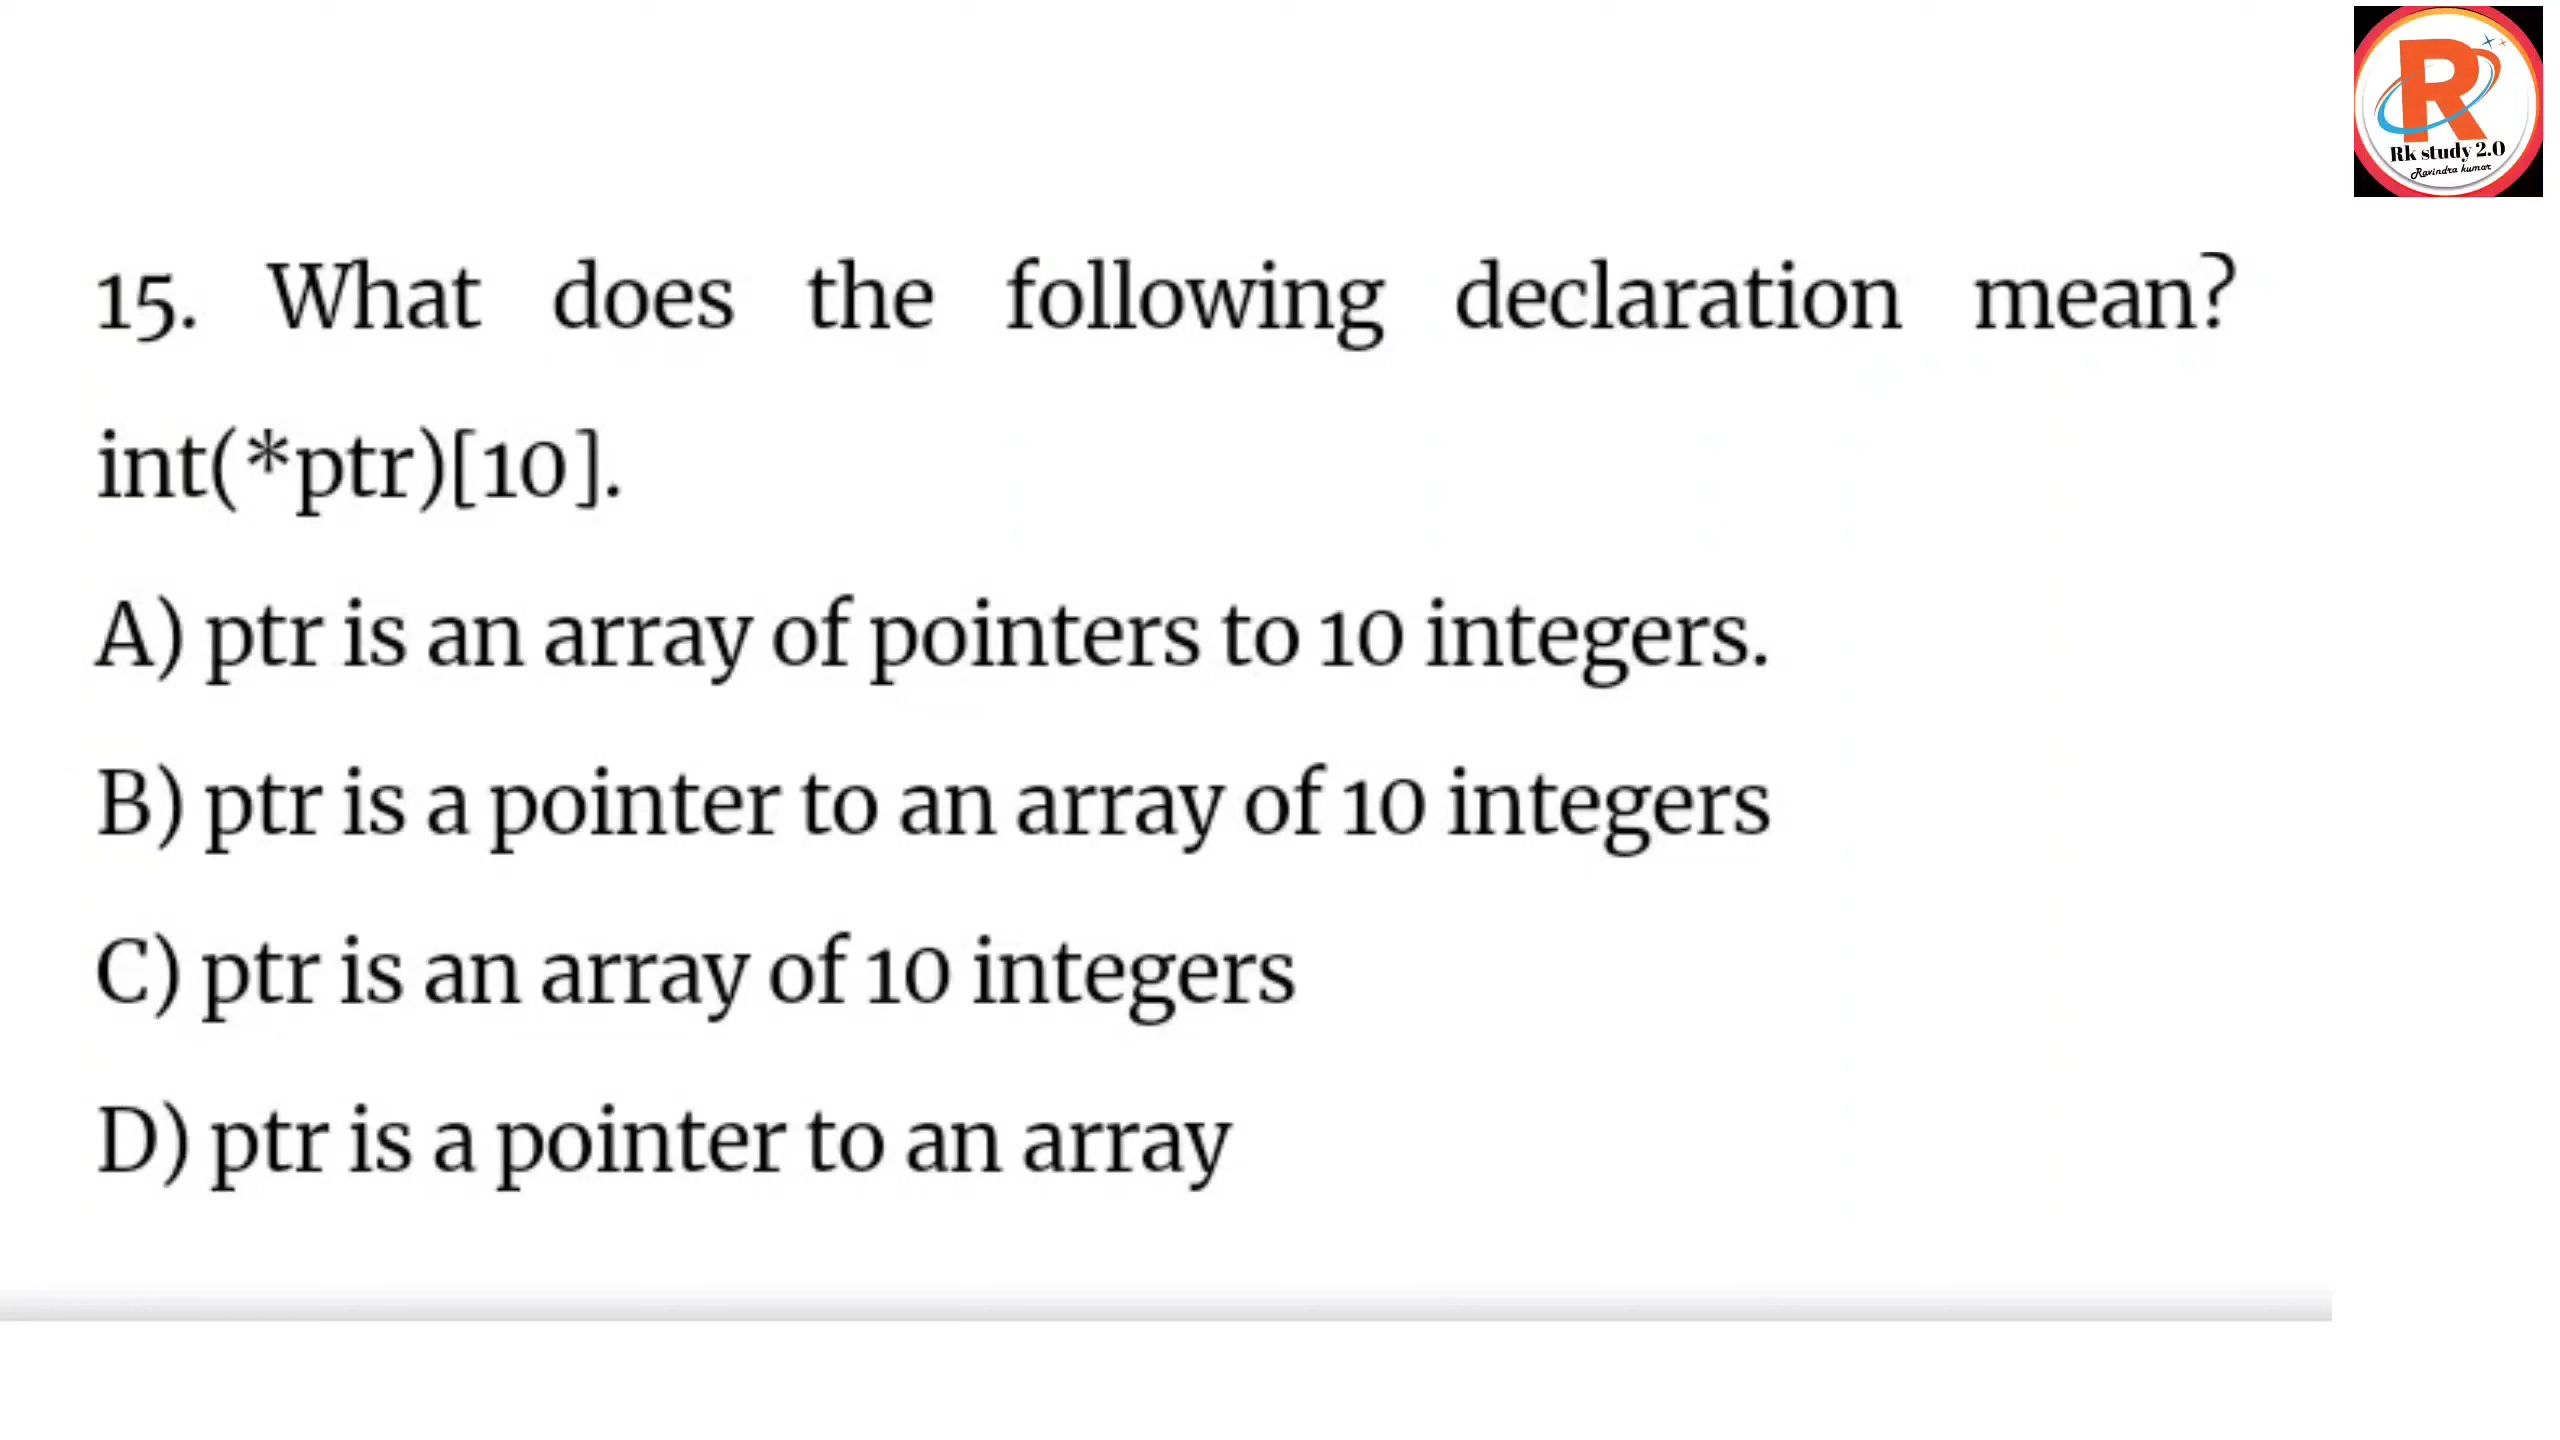 R
Rk study 2.0
Ravindra kumar
15. What does the following declaration mean?
int(*ptr)[10].
A) ptr is an array of pointers to 10 integers.
B) ptr is a pointer to an array of 10 integers
C) ptr is an array of 10 integers
D) ptr is a pointer to an array